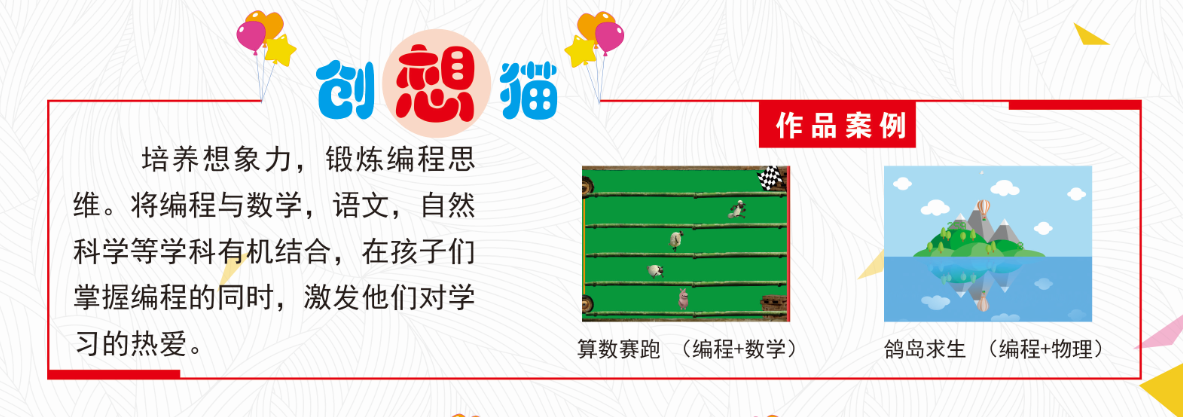 创想猫
培养想象力，锻炼编程思
维。将编程与数学，语文，自然
科学等学科有机结合，在孩子们
掌握编程的同时，激发他们对学
习的热爱。
作品案例
算数赛跑 （编程+数学）
鸽岛求生 （编程+物理）